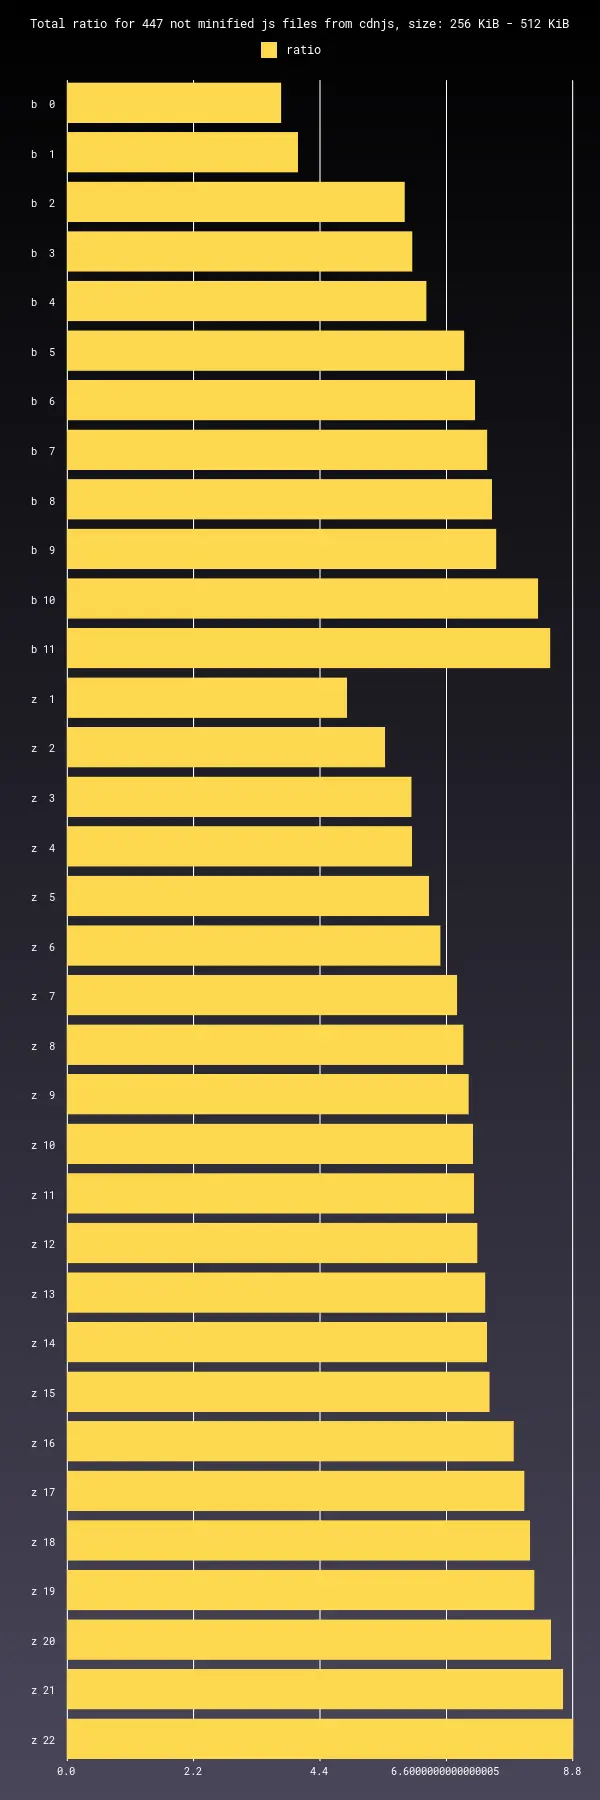 Total ratio for 447 not minified js files from cdnjs, size: 256 KiB - 512 KiB
ratio
b 0
b 1
b 2
b 3
b 4
b 5
b 6
b 7
b 8
b 9
b 10
b 11
z 1
z 2
z 3
z 4
z 5
z 6
z 7
z 8
z 9
z 10
z 11
z 12
z 13
z 14
z 15
z 16
z 17
z 18
z 19
z 20
z 21
z 22
0.0 2.2 4.4 6.6000000000000005 8.8